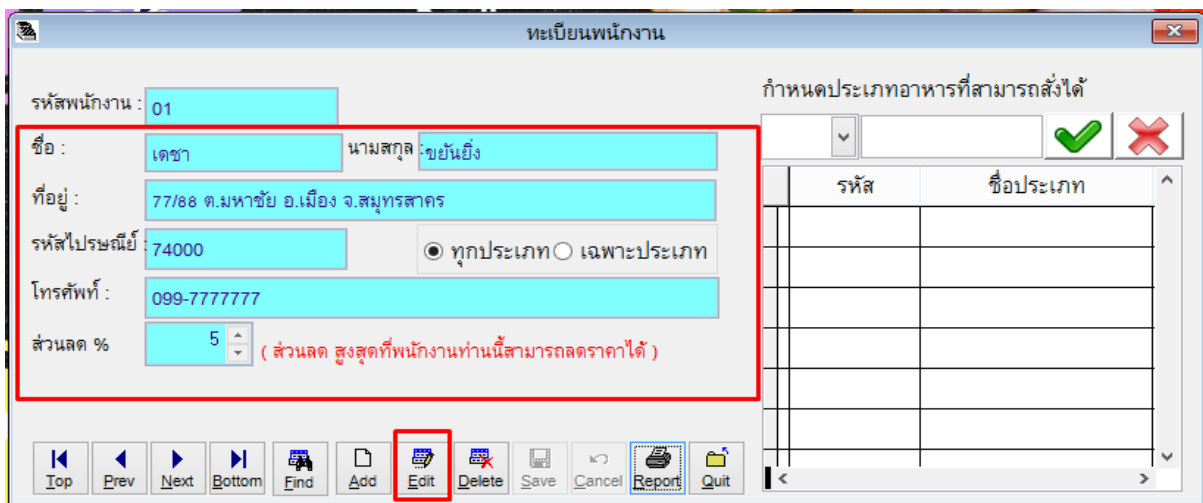 ทะเบียนพนักงาน
รหัสพนักงาน : 01
ชื่อ : เดชา นามสกุล : ขยันยิ่ง
ที่อยู่ : 77/88 ต.มหาชัย อ.เมือง จ.สมุทรสาคร
รหัสไปรษณีย์ : 74000 ทุกประเภท เฉพาะประเภท
โทรศัพท์ : 099-7777777
ส่วนลด % 5 ( ส่วนลด สูงสุดที่พนักงานท่านนี้สามารถลดราคาได้ )
กำหนดประเภทอาหารที่สามารถสั่งได้
รหัส ชื่อประเภท
Top Prev Next Bottom Find Add Edit Delete Save Cancel Report Quit